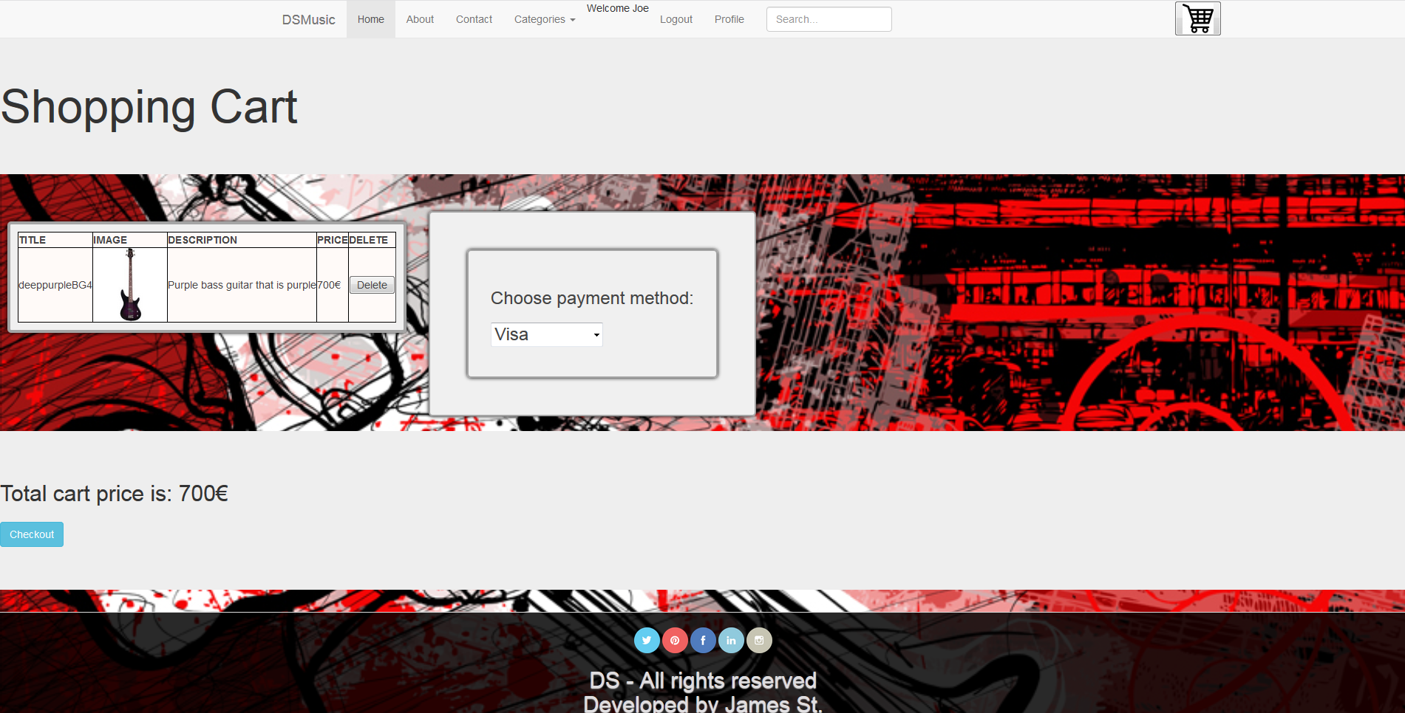 DSMusic Home About Contact Categories Welcome Joe Logout Profile Search...
Shopping Cart
TITLE IMAGE DESCRIPTION PRICE DELETE
deeppurpleBG4 Purple bass guitar that is purple 700€ Delete
Choose payment method:
Visa
Total cart price is: 700€
Checkout
DS - All rights reserved
Developed by James St.